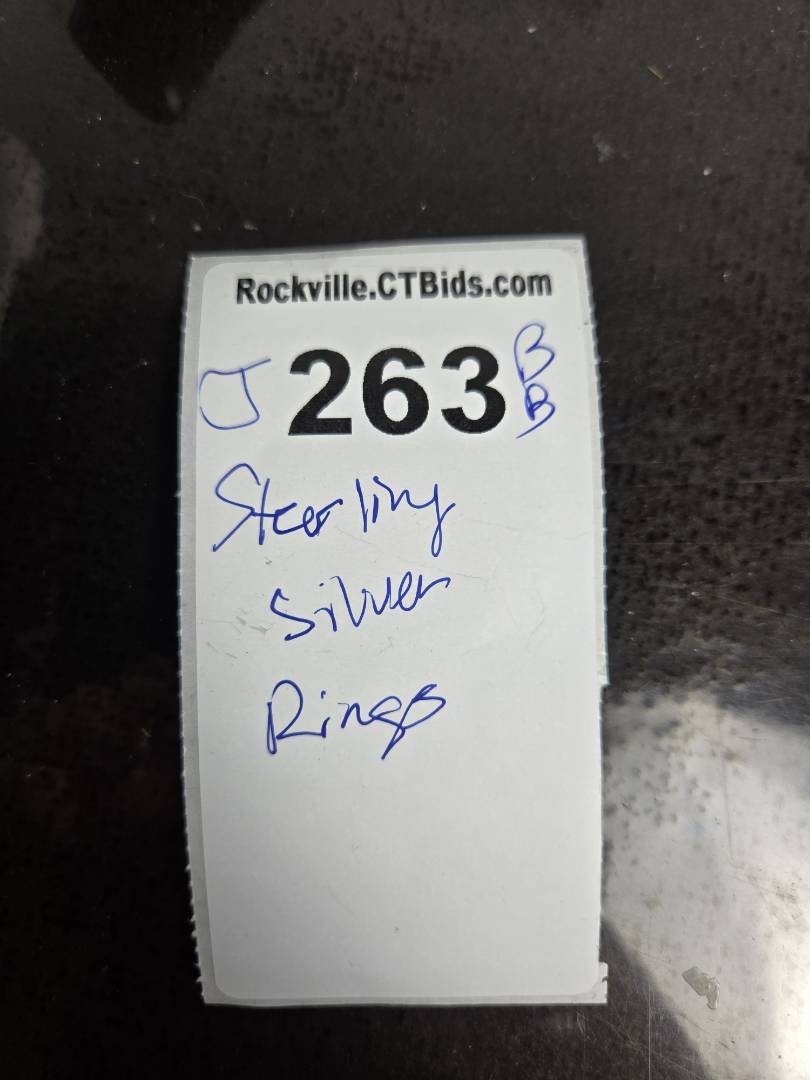 Rockville.CTBids.com
J 263 BB
Sterling
Silver
Rings